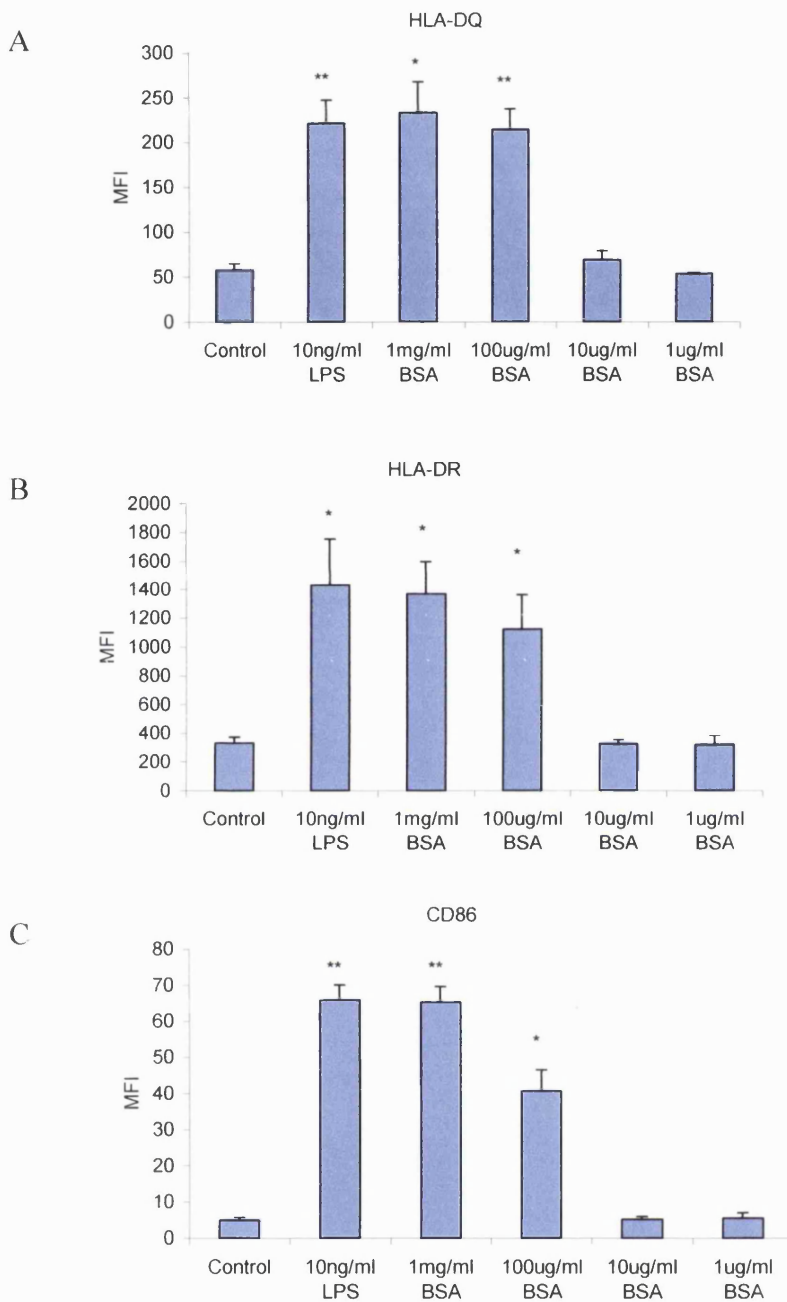 A
HLA-DQ
MFI
300
250
200
150
100
50
0
** * **
Control 10ng/ml 1mg/ml 100ug/ml 10ug/ml 1ug/ml
LPS BSA BSA BSA BSA
B
HLA-DR
MFI
2000
1800
1600
1400
1200
1000
800
600
400
200
0
* * *
Control 10ng/ml 1mg/ml 100ug/ml 10ug/ml 1ug/ml
LPS BSA BSA BSA BSA
C
CD86
MFI
80
70
60
50
40
30
20
10
0
** ** *
Control 10ng/ml 1mg/ml 100ug/ml 10ug/ml 1ug/ml
LPS BSA BSA BSA BSA